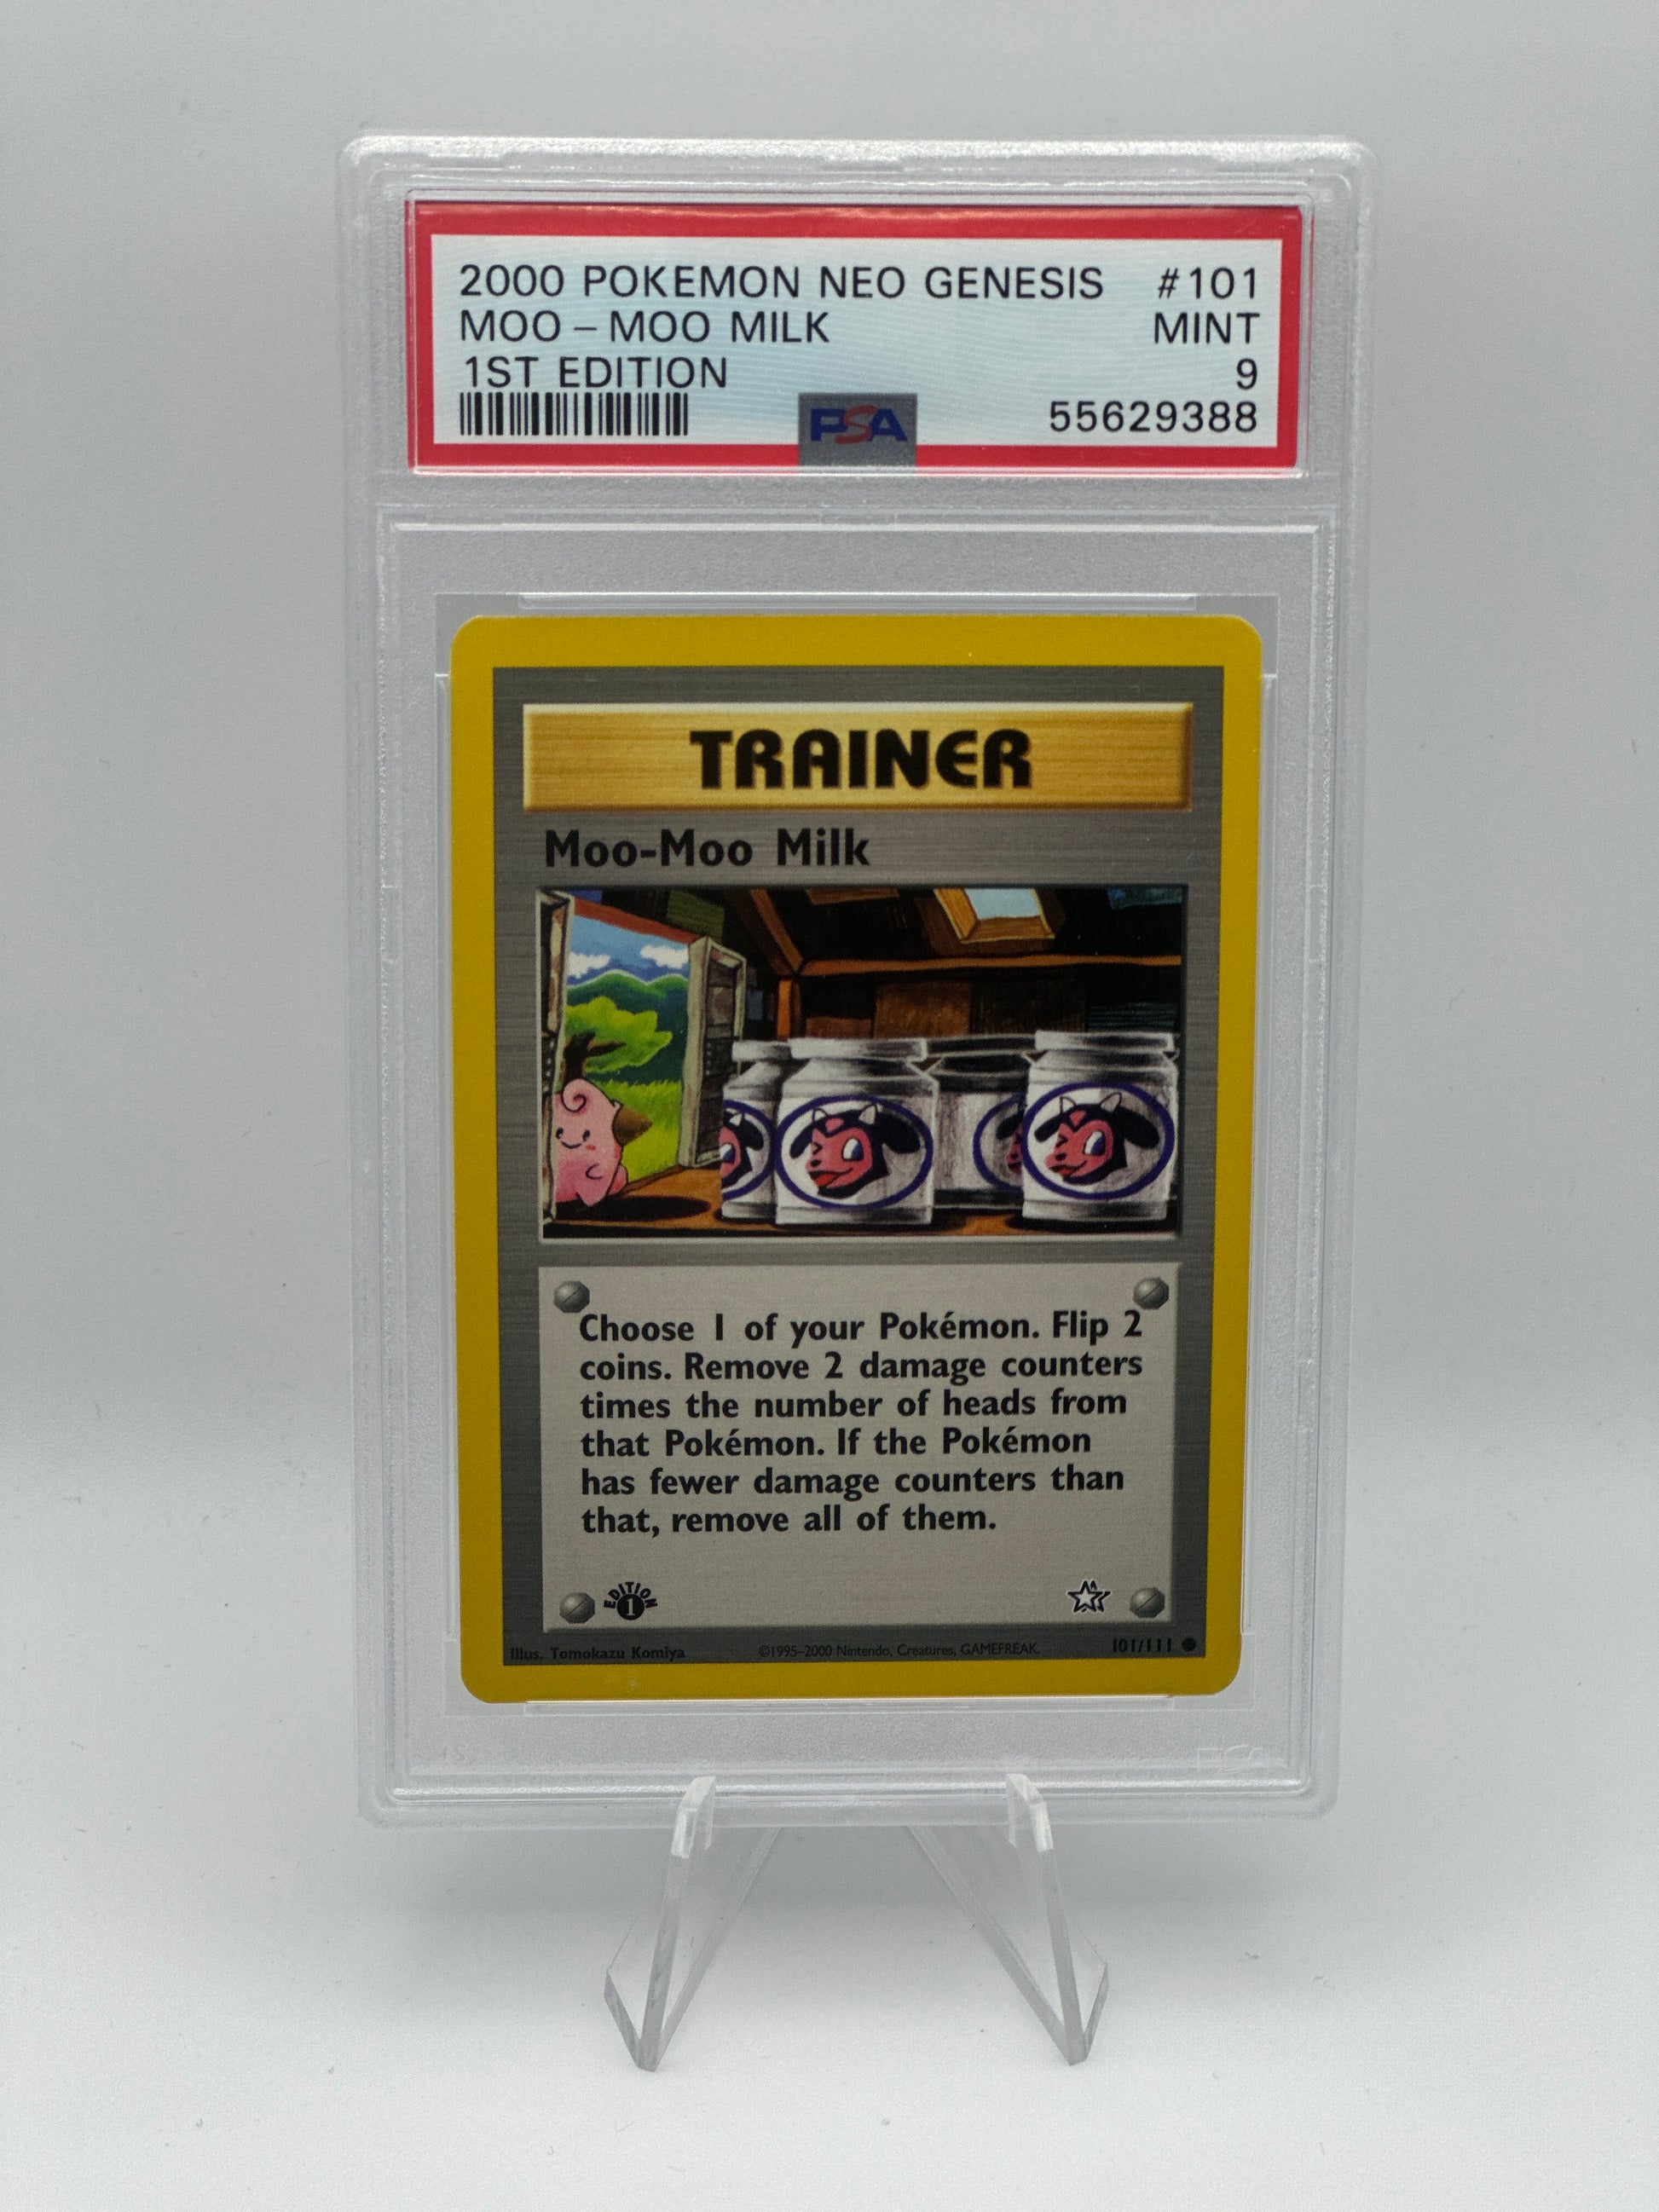 2000 POKEMON NEO GENESIS #101
MOO – MOO MILK MINT
1ST EDITION 9
PSA 55629388
TRAINER
Moo-Moo Milk
Choose 1 of your Pokémon. Flip 2
coins. Remove 2 damage counters
times the number of heads from
that Pokémon. If the Pokémon
has fewer damage counters than
that, remove all of them.
EDITION
1
Illus. Tomokazu Komiya ©1995–2000 Nintendo, Creatures, GAMEFREAK. 101/111 ●
PSA